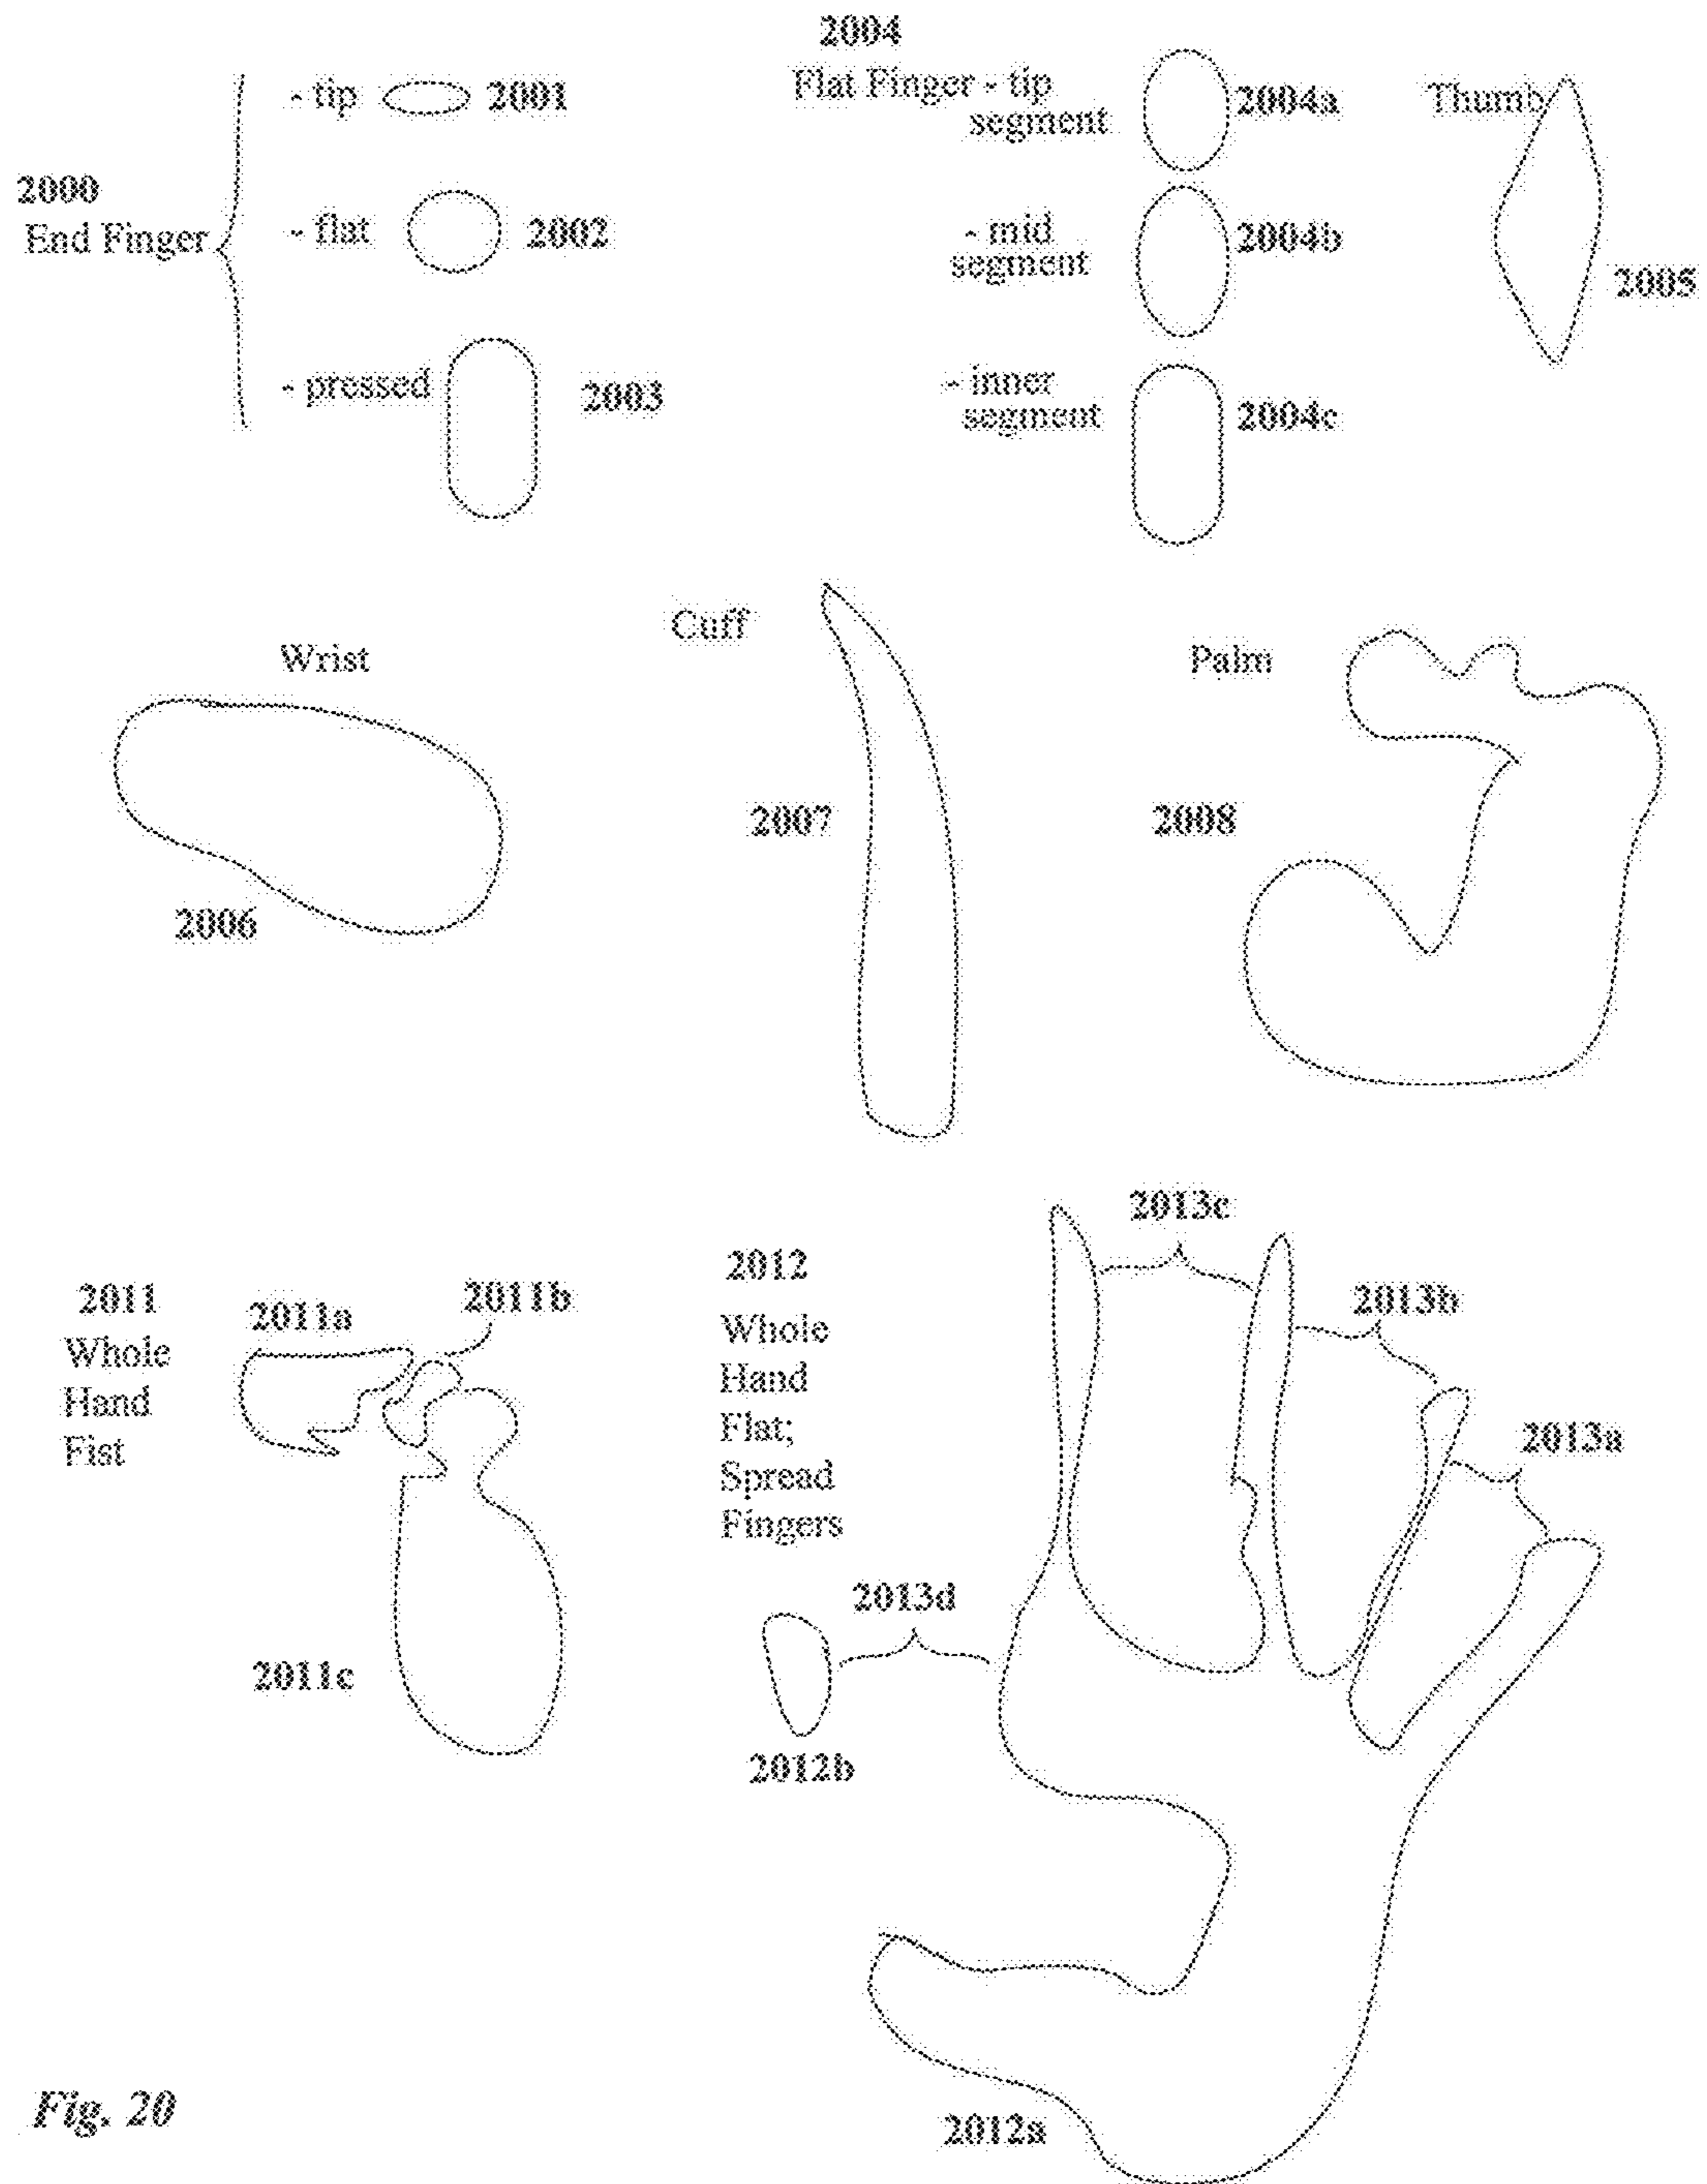 2000
End Finger
- tip 2001
- flat 2002
- pressed 2003
2004
Flat Finger - tip
segment
2004a
- mid
segment
2004b
- inner
segment
2004c
Thumb
2005
Wrist
2006
Cuff
2007
Palm
2008
2011
Whole
Hand
Fist
2011a
2011b
2011c
2012
Whole
Hand
Flat;
Spread
Fingers
2013c
2013b
2013a
2013d
2012b
2012a
Fig. 20